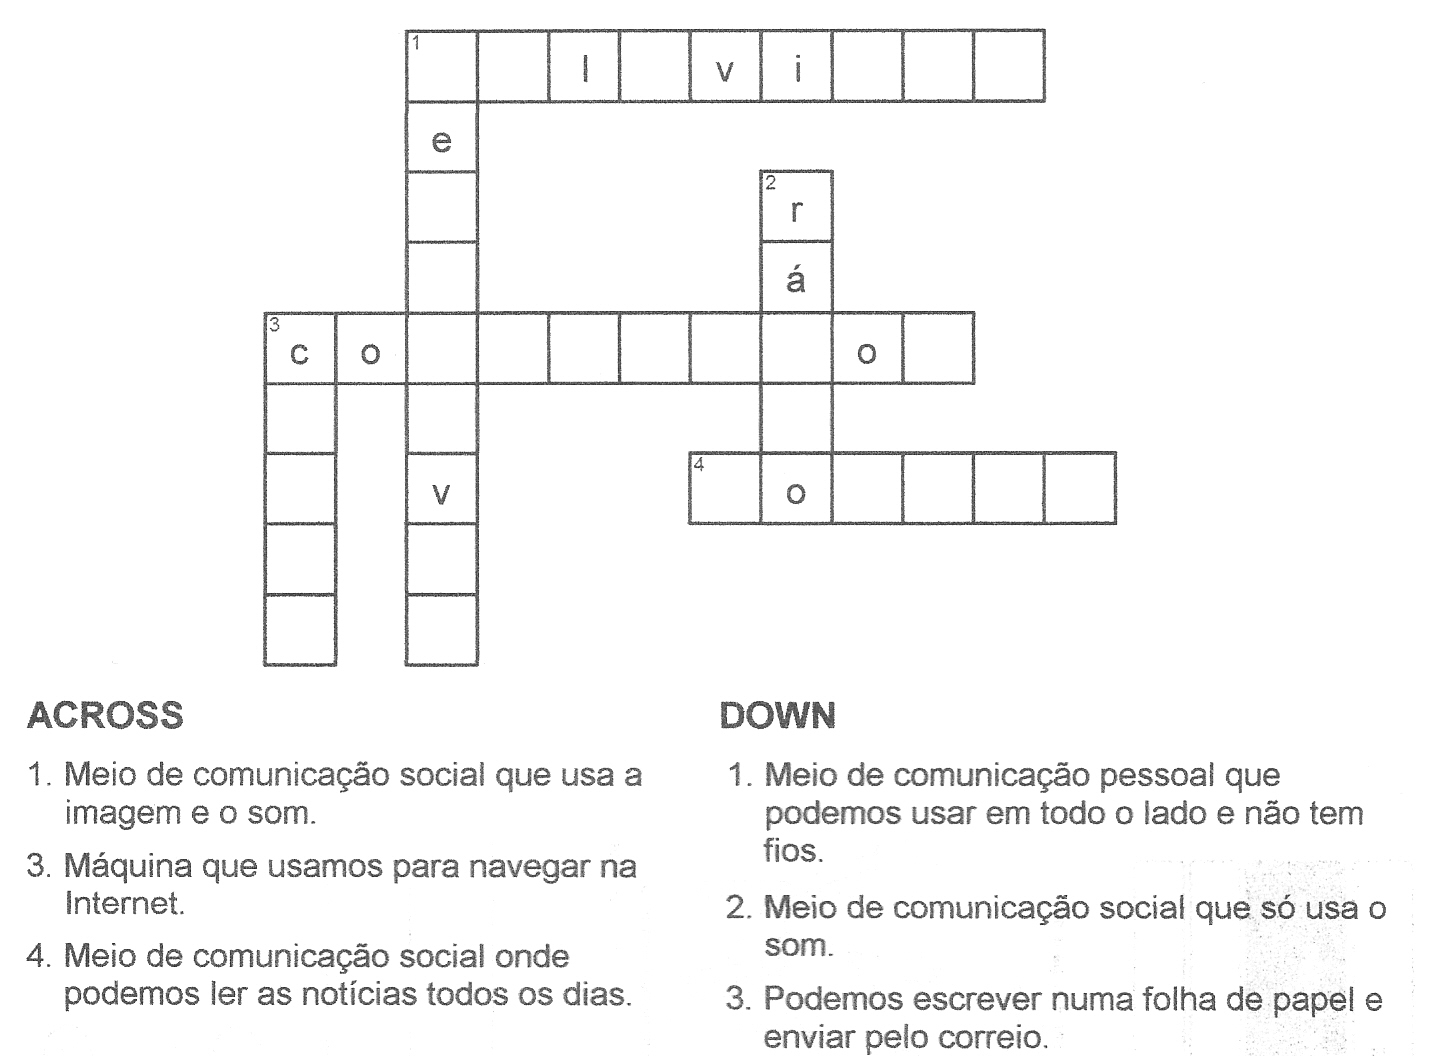 1 l v i
e
2
r
á
3 c o o
v
4 o
ACROSS
1. Meio de comunicação social que usa a
imagem e o som.
3. Máquina que usamos para navegar na
Internet.
4. Meio de comunicação social onde
podemos ler as notícias todos os dias.
DOWN
1. Meio de comunicação pessoal que
podemos usar em todo o lado e não tem
fios.
2. Meio de comunicação social que só usa o
som.
3. Podemos escrever numa folha de papel e
enviar pelo correio.